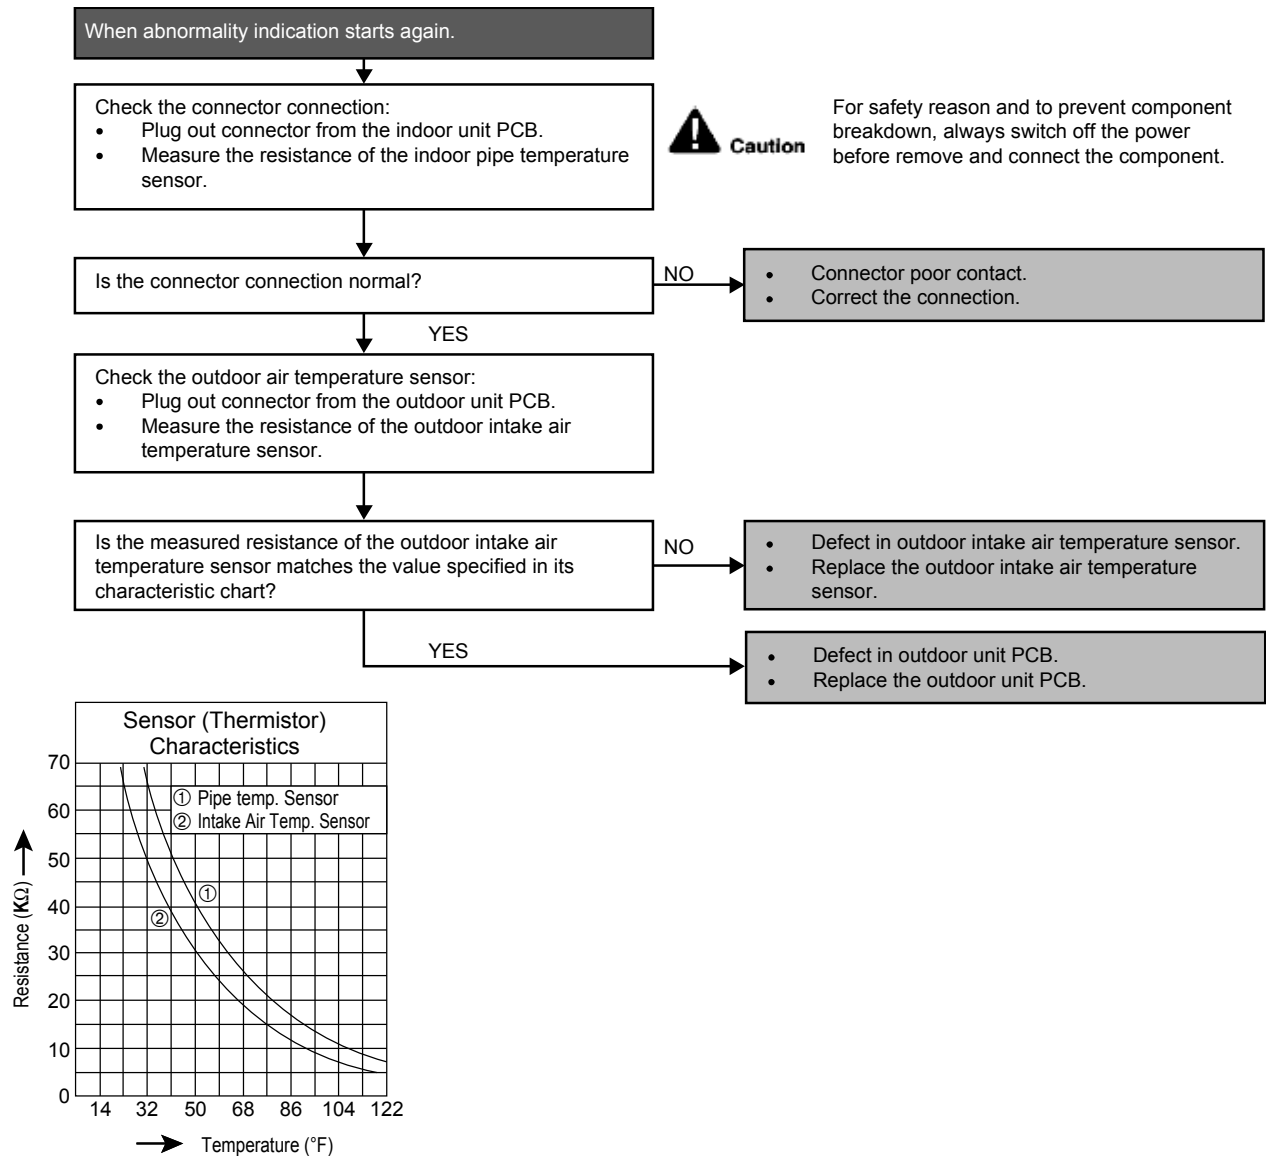 When abnormality indication starts again.
Check the connector connection:
• Plug out connector from the indoor unit PCB.
• Measure the resistance of the indoor pipe temperature
sensor.
Caution
For safety reason and to prevent component
breakdown, always switch off the power
before remove and connect the component.
Is the connector connection normal?
NO
• Connector poor contact.
• Correct the connection.
YES
Check the outdoor air temperature sensor:
• Plug out connector from the outdoor unit PCB.
• Measure the resistance of the outdoor intake air
temperature sensor.
Is the measured resistance of the outdoor intake air
temperature sensor matches the value specified in its
characteristic chart?
NO
• Defect in outdoor intake air temperature sensor.
• Replace the outdoor intake air temperature
sensor.
YES
• Defect in outdoor unit PCB.
• Replace the outdoor unit PCB.
Sensor (Thermistor)
Characteristics
① Pipe temp. Sensor
② Intake Air Temp. Sensor
70
60
50
40
30
20
10
0
①
②
Resistance (KΩ)
14 32 50 68 86 104 122
Temperature (°F)